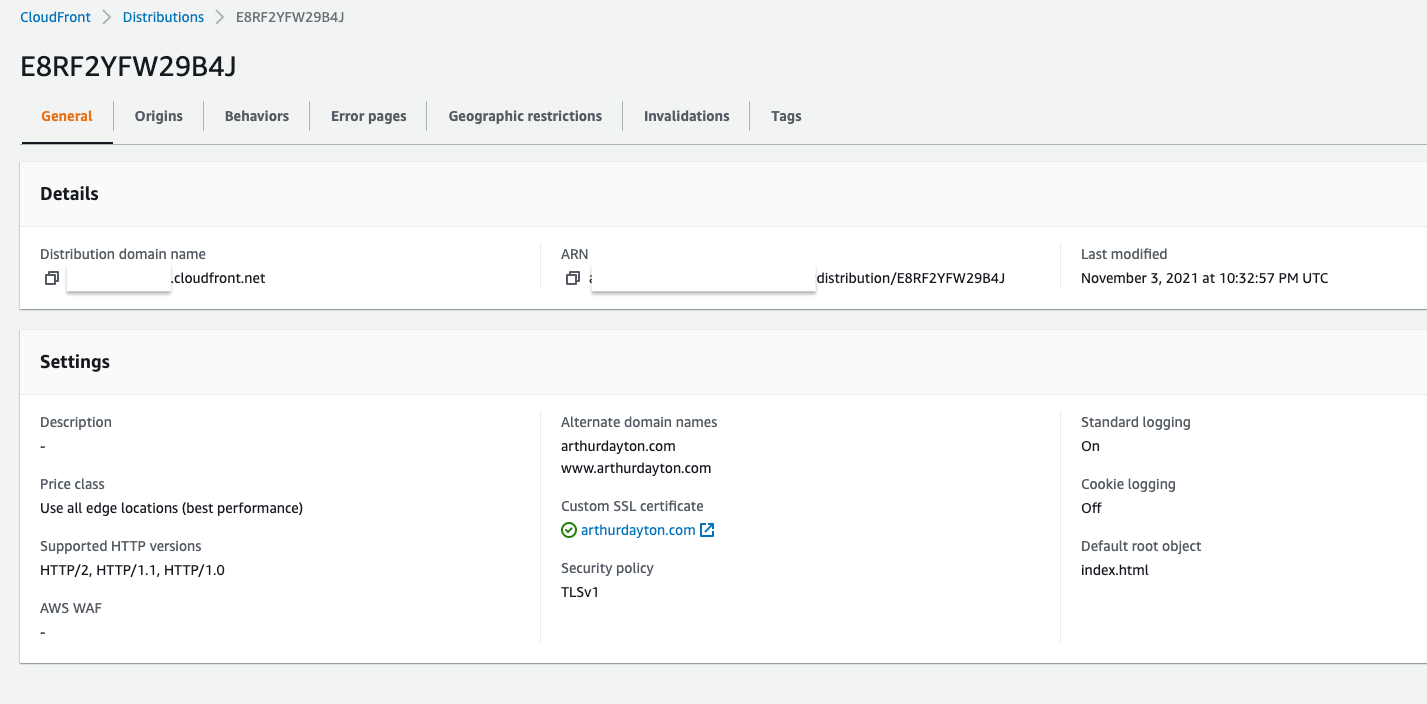 CloudFront > Distributions > E8RF2YFW29B4J
E8RF2YFW29B4J
General Origins Behaviors Error pages Geographic restrictions Invalidations Tags
Details
Distribution domain name
.cloudfront.net
ARN
distribution/E8RF2YFW29B4J
Last modified
November 3, 2021 at 10:32:57 PM UTC
Settings
Description
-
Price class
Use all edge locations (best performance)
Supported HTTP versions
HTTP/2, HTTP/1.1, HTTP/1.0
AWS WAF
-
Alternate domain names
arthurdayton.com
www.arthurdayton.com
Custom SSL certificate
arthurdayton.com
Security policy
TLSv1
Standard logging
On
Cookie logging
Off
Default root object
index.html